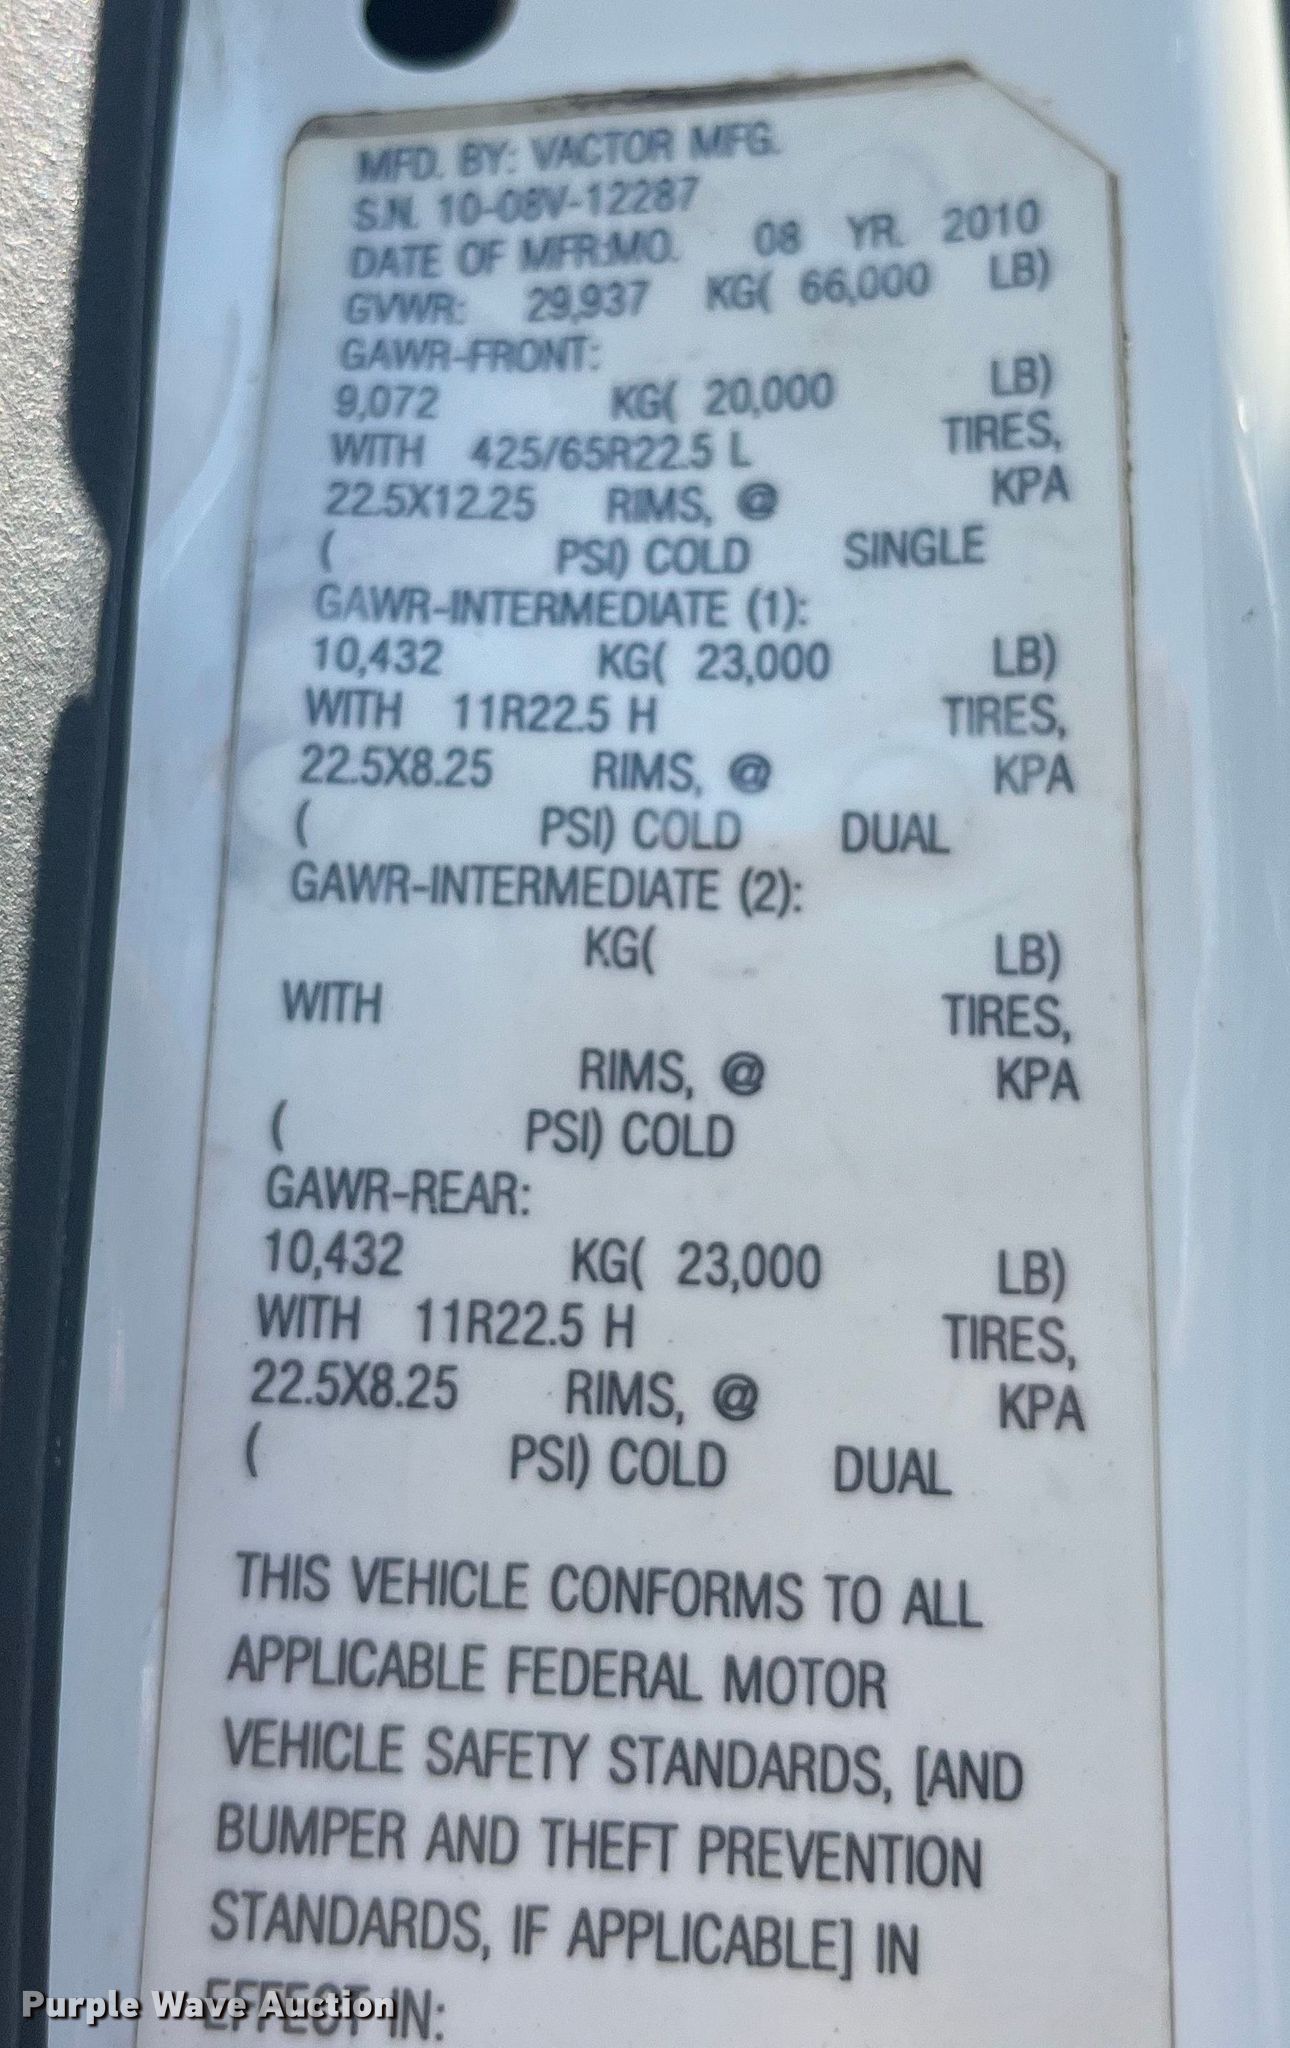 MFD. BY: VACTOR MFG.
S.N. 10-08V-12287
DATE OF MFR:MO. 08 YR. 2010
GVWR: 29,937 KG( 66,000 LB)
GAWR-FRONT:
9,072 KG( 20,000 LB)
WITH 425/65R22.5 L TIRES,
22.5X12.25 RIMS, @ KPA
( PSI) COLD SINGLE
GAWR-INTERMEDIATE (1):
10,432 KG( 23,000 LB)
WITH 11R22.5 H TIRES,
22.5X8.25 RIMS, @ KPA
( PSI) COLD DUAL
GAWR-INTERMEDIATE (2):
KG( LB)
WITH TIRES,
RIMS, @ KPA
( PSI) COLD
GAWR-REAR:
10,432 KG( 23,000 LB)
WITH 11R22.5 H TIRES,
22.5X8.25 RIMS, @ KPA
( PSI) COLD DUAL
THIS VEHICLE CONFORMS TO ALL
APPLICABLE FEDERAL MOTOR
VEHICLE SAFETY STANDARDS, [AND
BUMPER AND THEFT PREVENTION
STANDARDS, IF APPLICABLE] IN
EFFECT IN:
Purple Wave Auction